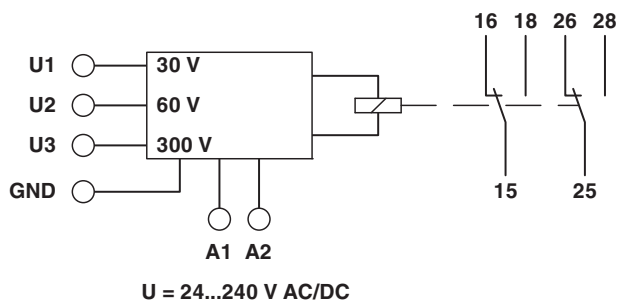 16 18 26 28
U1 30 V
U2 60 V
U3 300 V
GND
15 25
A1 A2
U = 24...240 V AC/DC